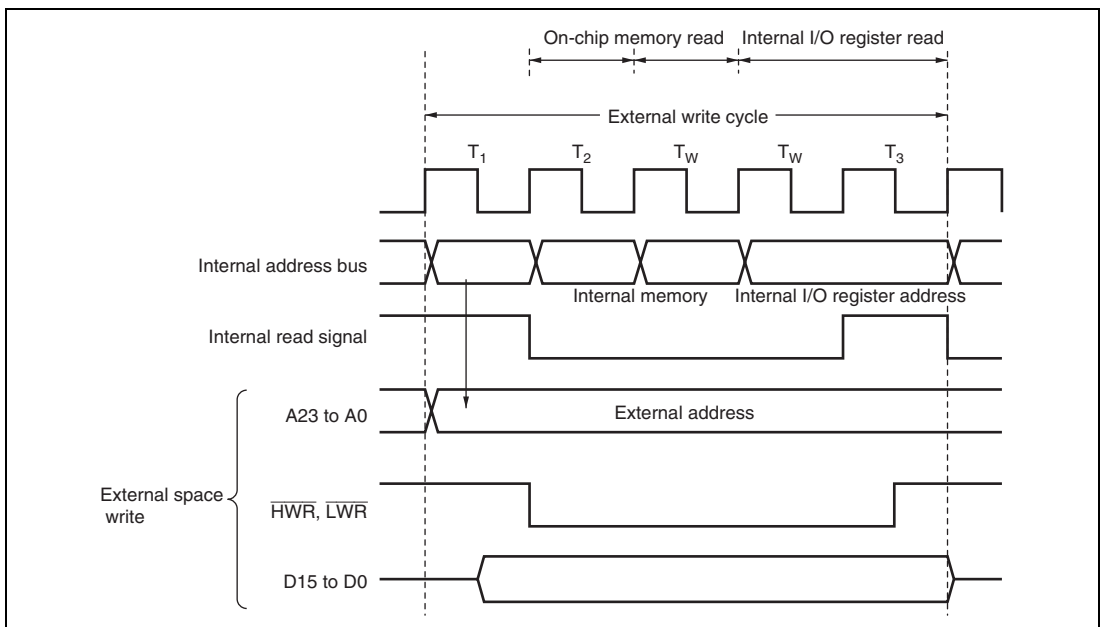 On-chip memory read Internal I/O register read
External write cycle
T1 T2 TW TW T3
Internal address bus
Internal memory Internal I/O register address
Internal read signal
A23 to A0
External address
External space
write
HWR, LWR
D15 to D0